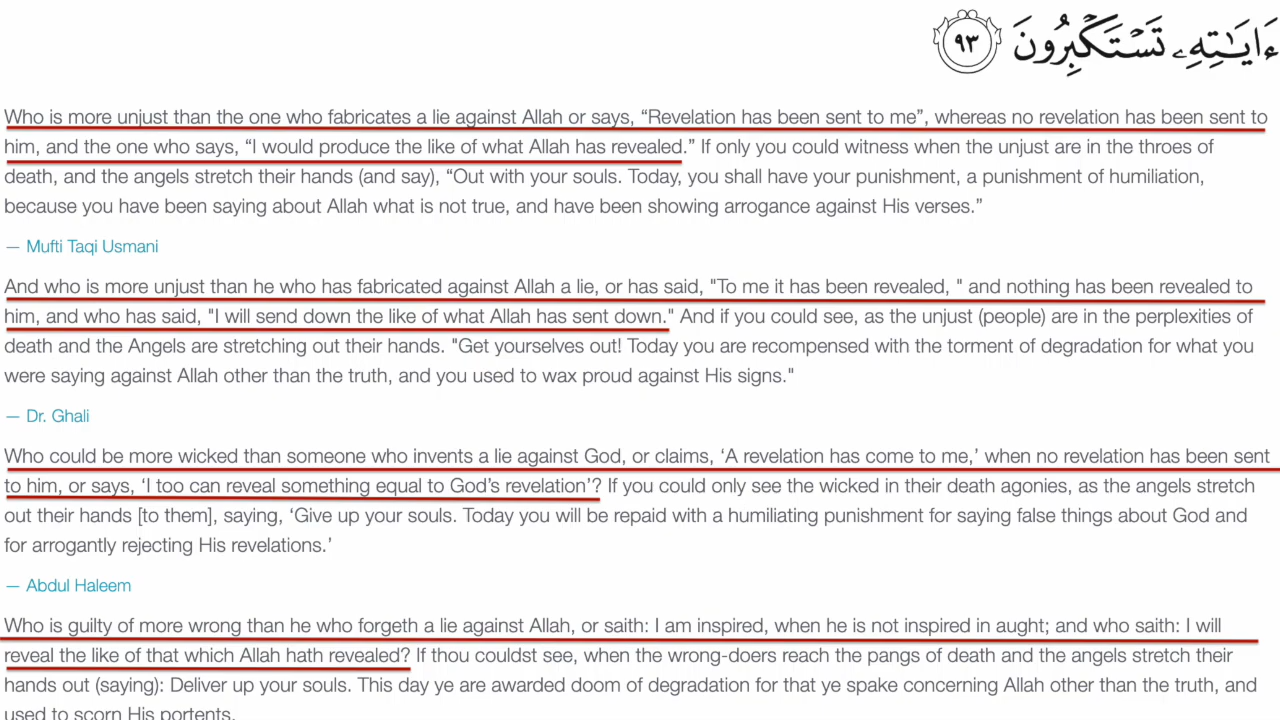 ءَايَـٰتِهِۦ تَسْتَكْبِرُونَ ٩٣
Who is more unjust than the one who fabricates a lie against Allah or says, “Revelation has been sent to me”, whereas no revelation has been sent to
him, and the one who says, “I would produce the like of what Allah has revealed.” If only you could witness when the unjust are in the throes of
death, and the angels stretch their hands (and say), “Out with your souls. Today, you shall have your punishment, a punishment of humiliation,
because you have been saying about Allah what is not true, and have been showing arrogance against His verses.”
— Mufti Taqi Usmani
And who is more unjust than he who has fabricated against Allah a lie, or has said, "To me it has been revealed, " and nothing has been revealed to
him, and who has said, "I will send down the like of what Allah has sent down." And if you could see, as the unjust (people) are in the perplexities of
death and the Angels are stretching out their hands. "Get yourselves out! Today you are recompensed with the torment of degradation for what you
were saying against Allah other than the truth, and you used to wax proud against His signs."
— Dr. Ghali
Who could be more wicked than someone who invents a lie against God, or claims, ‘A revelation has come to me,’ when no revelation has been sent
to him, or says, ‘I too can reveal something equal to God’s revelation’? If you could only see the wicked in their death agonies, as the angels stretch
out their hands [to them], saying, ‘Give up your souls. Today you will be repaid with a humiliating punishment for saying false things about God and
for arrogantly rejecting His revelations.’
— Abdul Haleem
Who is guilty of more wrong than he who forgeth a lie against Allah, or saith: I am inspired, when he is not inspired in aught; and who saith: I will
reveal the like of that which Allah hath revealed? If thou couldst see, when the wrong-doers reach the pangs of death and the angels stretch their
hands out (saying): Deliver up your souls. This day ye are awarded doom of degradation for that ye spake concerning Allah other than the truth, and
used to scorn His portents.